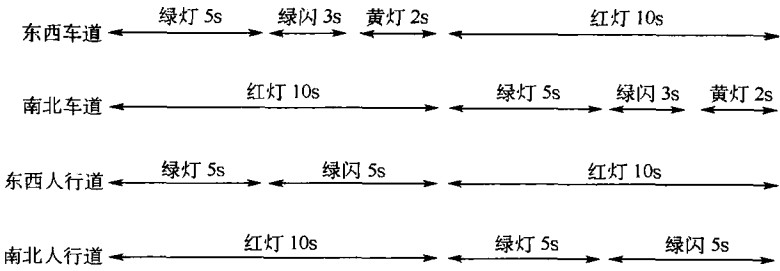 东西车道 绿灯 5s 绿闪 3s 黄灯 2s 红灯 10s
南北车道 红灯 10s 绿灯 5s 绿闪 3s 黄灯 2s
东西人行道 绿灯 5s 绿闪 5s 红灯 10s
南北人行道 红灯 10s 绿灯 5s 绿闪 5s